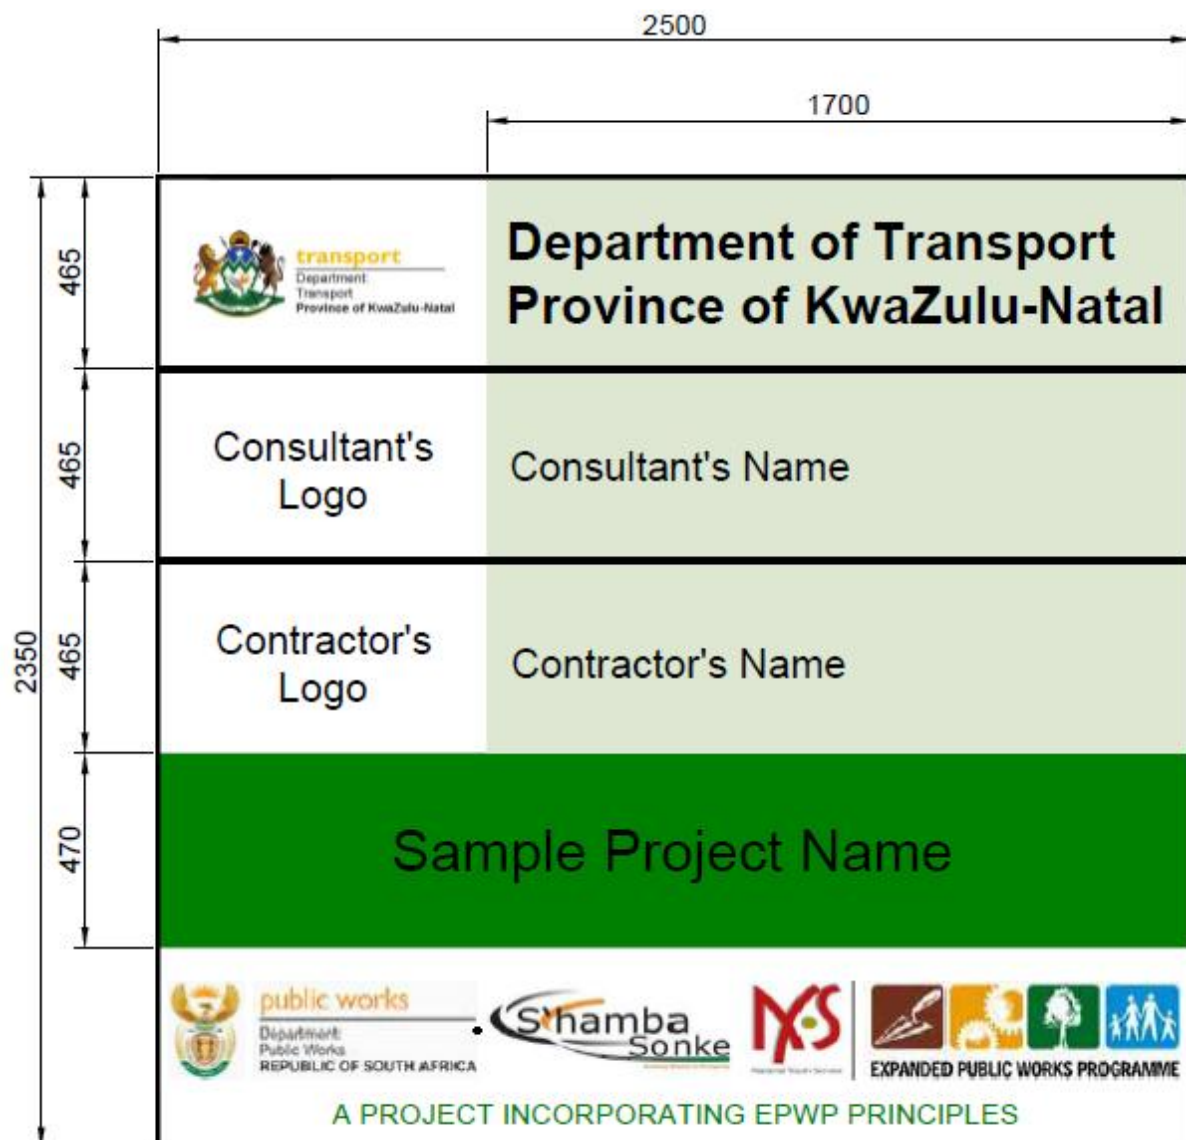 2500
1700
465
transport
Department:
Transport
Province of KwaZulu-Natal
Department of Transport
Province of KwaZulu-Natal
465
Consultant's
Logo
Consultant's Name
2350
465
Contractor's
Logo
Contractor's Name
470
Sample Project Name
public works
Department:
Public Works
REPUBLIC OF SOUTH AFRICA
S'hamba
Sonke
NYS
EXPANDED PUBLIC WORKS PROGRAMME
A PROJECT INCORPORATING EPWP PRINCIPLES